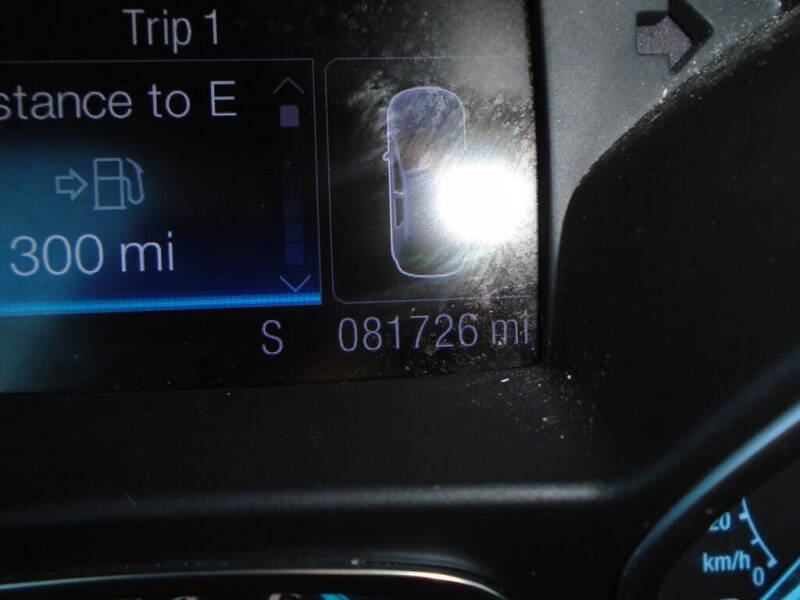 Trip 1
stance to E
300 mi
S 081726 mi
20
km/h
0